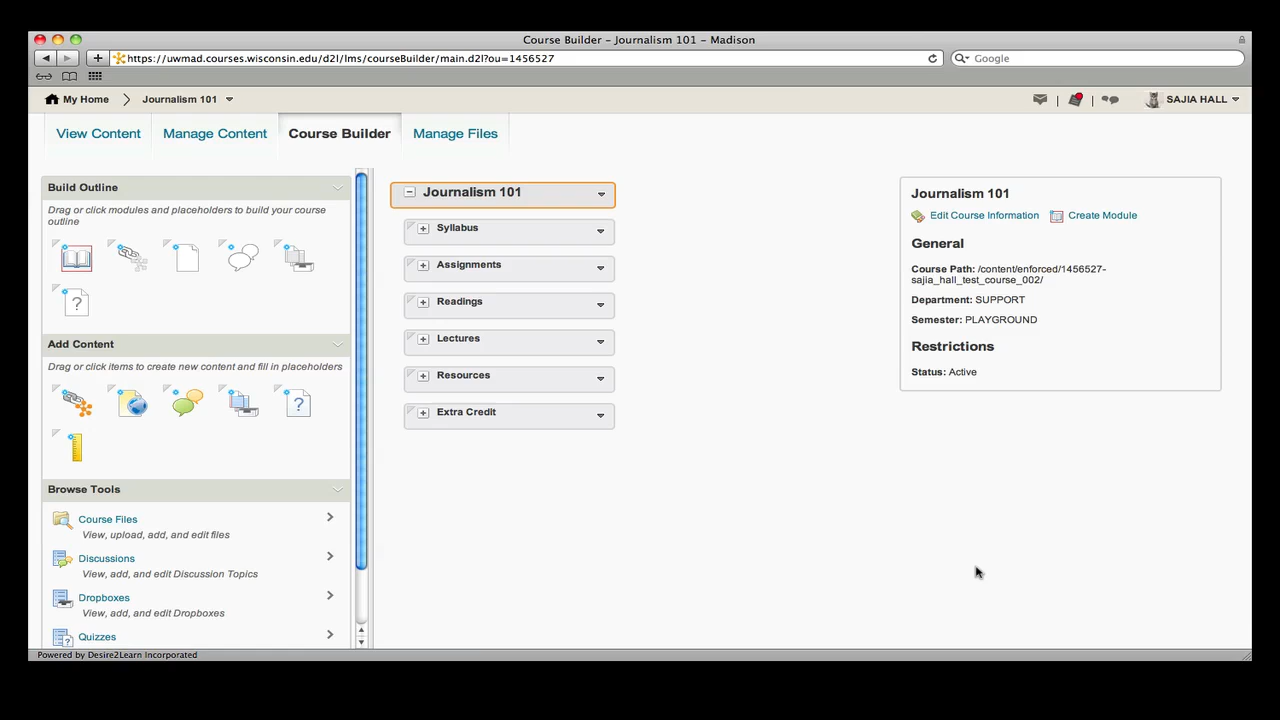 Course Builder - Journalism 101 - Madison
https://uwmad.courses.wisconsin.edu/d2l/lms/courseBuilder/main.d2l?ou=1456527
Google
My Home
Journalism 101
SAJIA HALL
View Content
Manage Content
Course Builder
Manage Files
Build Outline
Drag or click modules and placeholders to build your course
outline
Add Content
Drag or click items to create new content and fill in placeholders
Browse Tools
Course Files
View, upload, add, and edit files
Discussions
View, add, and edit Discussion Topics
Dropboxes
View, add, and edit Dropboxes
Quizzes
Journalism 101
Syllabus
Assignments
Readings
Lectures
Resources
Extra Credit
Journalism 101
Edit Course Information
Create Module
General
Course Path: /content/enforced/1456527-
sajia_hall_test_course_002/
Department: SUPPORT
Semester: PLAYGROUND
Restrictions
Status: Active
Powered by Desire2Learn Incorporated